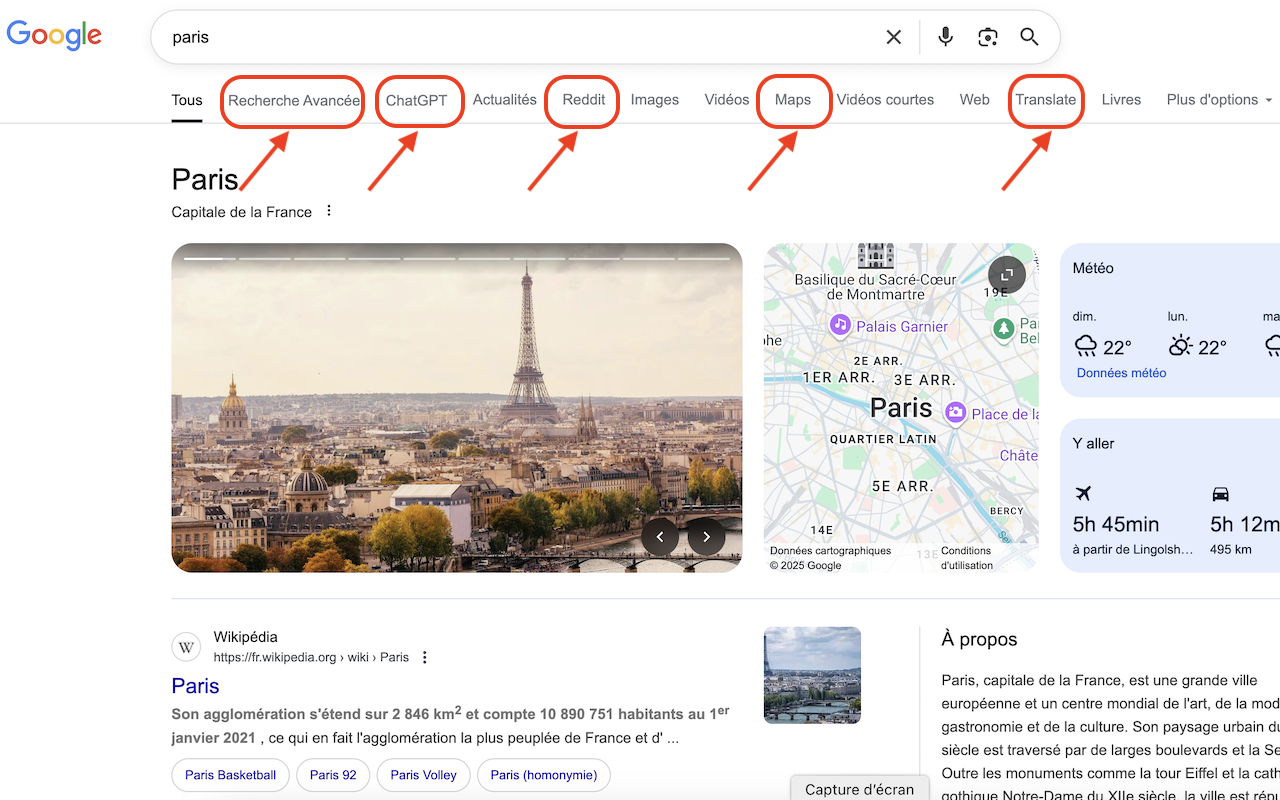 Google
paris
Tous Recherche Avancée ChatGPT Actualités Reddit Images Vidéos Maps Vidéos courtes Web Translate Livres Plus d'options
Paris
Capitale de la France
Basilique du Sacré-Cœur
de Montmartre
19E
Palais Garnier
2E ARR.
1ER ARR.
3E ARR.
Paris
Place de la
QUARTIER LATIN
Châte
5E ARR.
BERCY
14E
13E
Données cartographiques
© 2025 Google
Conditions
d'utilisation
Météo
dim. lun.
22° 22°
Données météo
Y aller
5h 45min 5h 12m
à partir de Lingolsh... 495 km
W
Wikipédia
https://fr.wikipedia.org › wiki › Paris
Paris
Son agglomération s'étend sur 2 846 km2 et compte 10 890 751 habitants au 1er
janvier 2021 , ce qui en fait l'agglomération la plus peuplée de France et d' ...
Paris Basketball Paris 92 Paris Volley Paris (homonymie)
À propos
Paris, capitale de la France, est une grande ville
européenne et un centre mondial de l'art, de la mod
gastronomie et de la culture. Son paysage urbain du
siècle est traversé par de larges boulevards et la Se
Outre les monuments comme la tour Eiffel et la cath
gothique Notre-Dame du XIIe siècle, la ville est répu
Capture d'écran